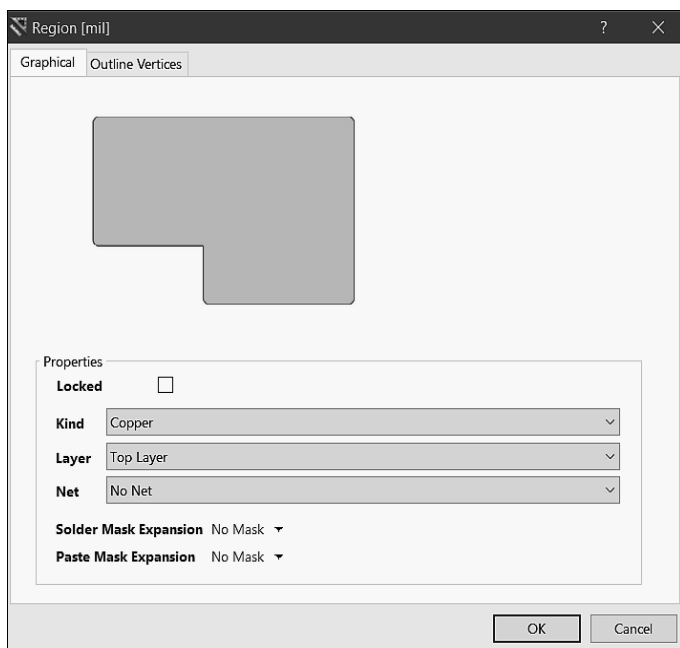 Region [mil] ?
Graphical Outline Vertices
Properties
Locked
Kind Copper
Layer Top Layer
Net No Net
Solder Mask Expansion No Mask
Paste Mask Expansion No Mask
OK Cancel